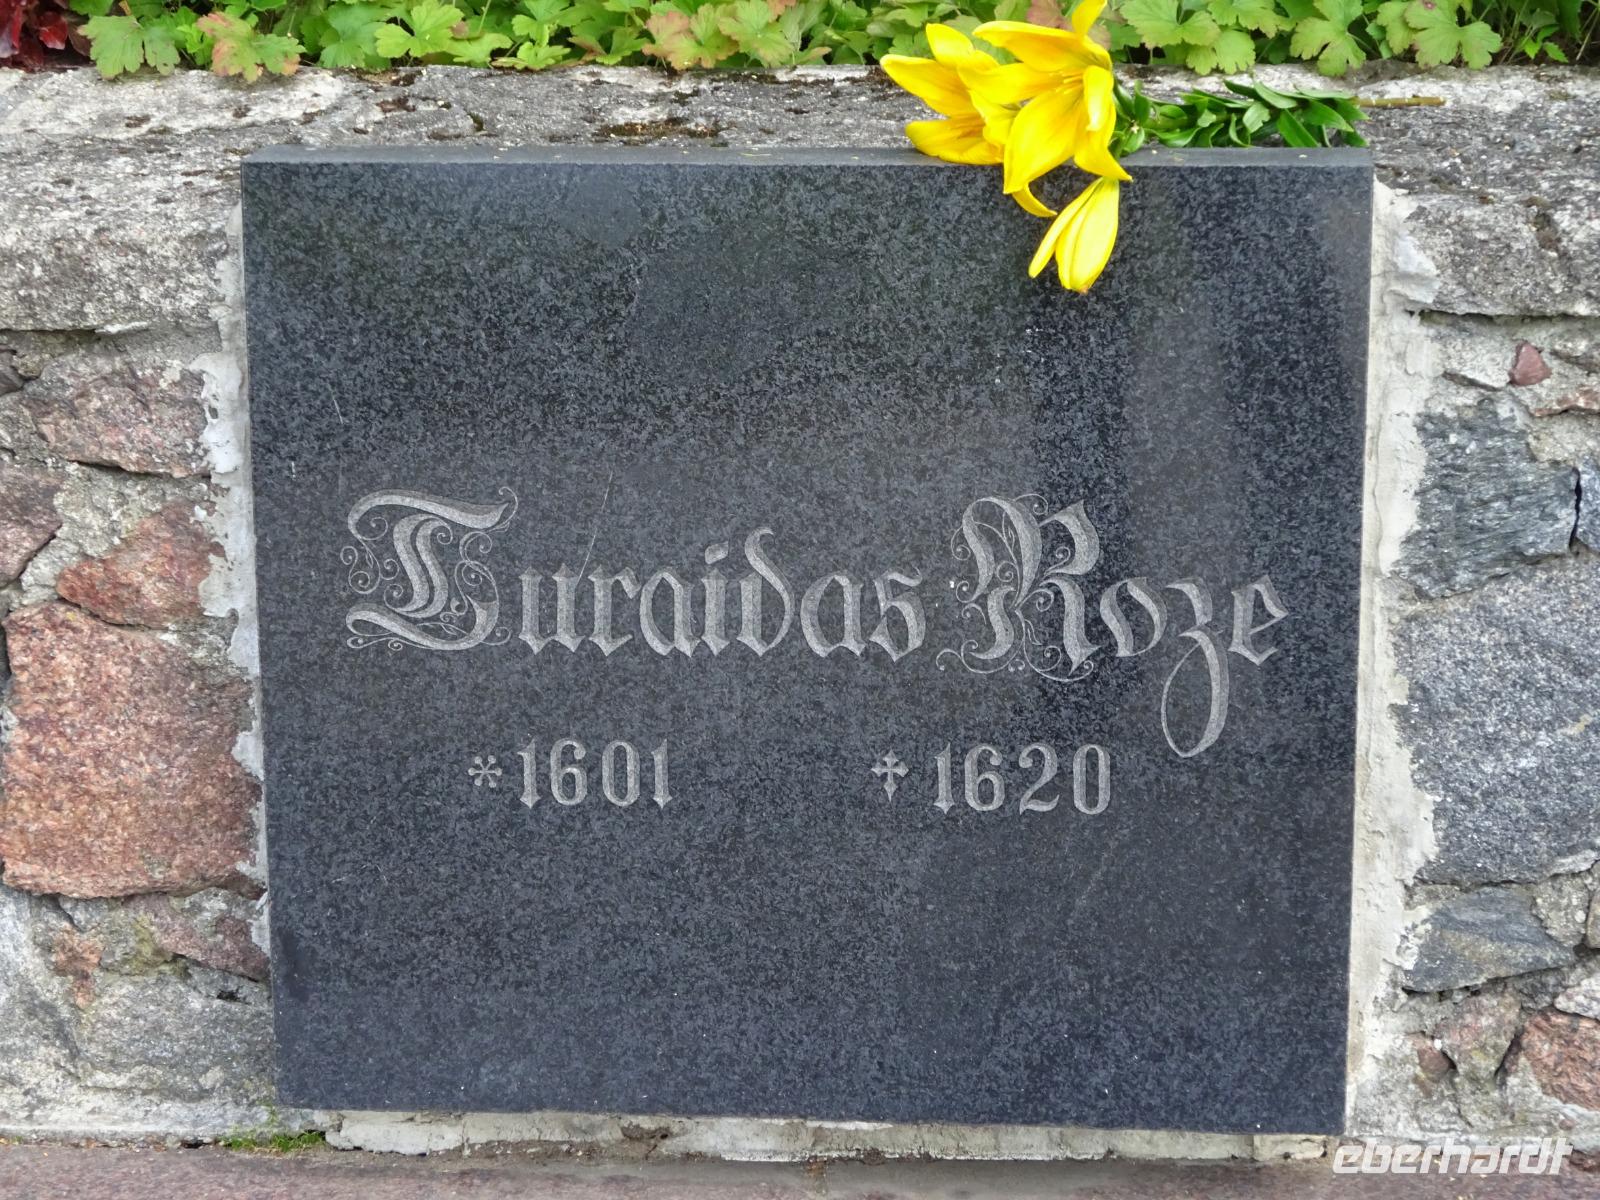 Turaidas Roze
*1601 ✝1620
eberhardt